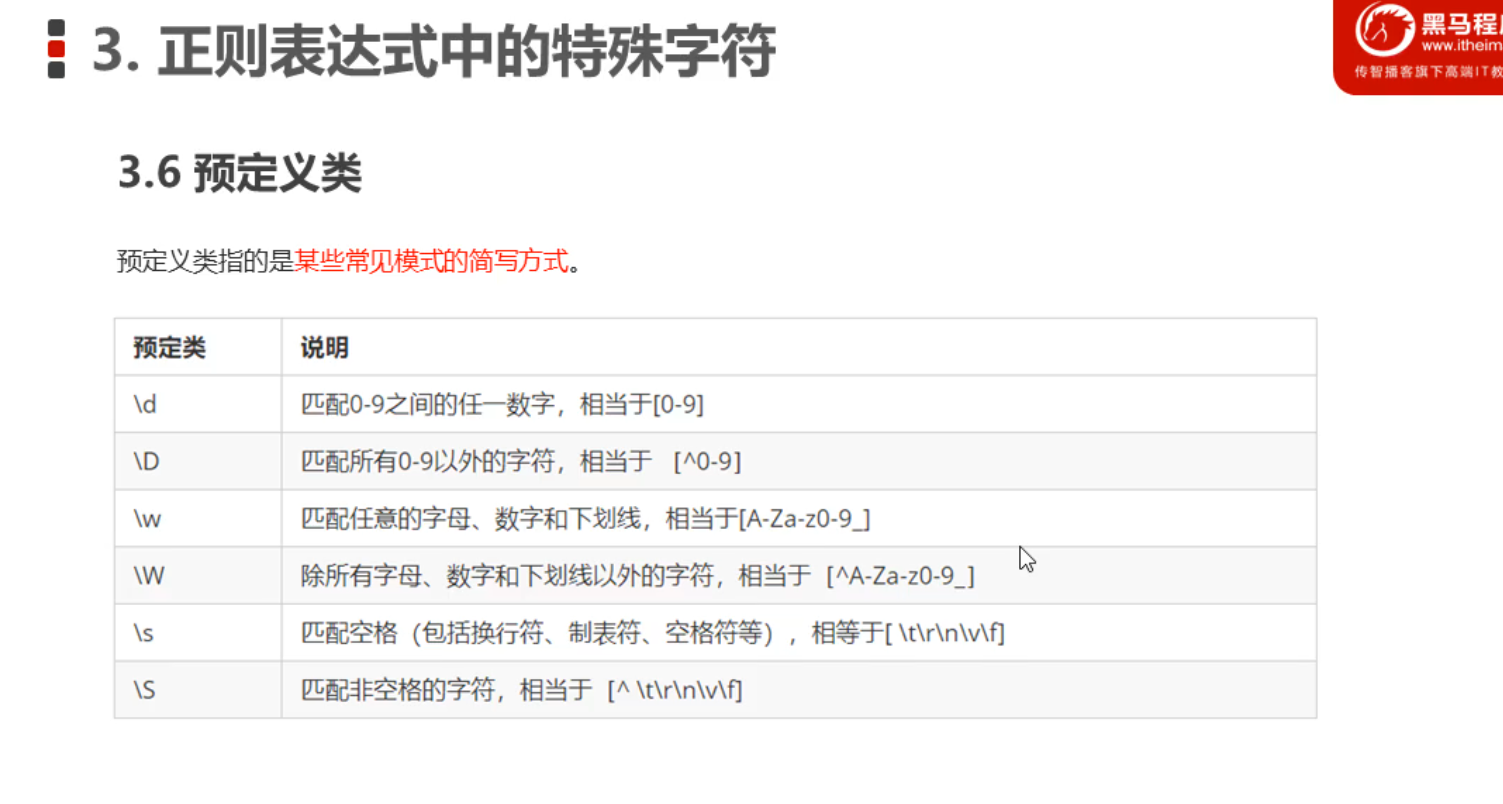 3. 正则表达式中的特殊字符
黑马程
www.itheim
传智播客旗下高端IT教
3.6 预定义类
预定义类指的是某些常见模式的简写方式。
预定类 说明
\d 匹配0-9之间的任一数字，相当于[0-9]
\D 匹配所有0-9以外的字符，相当于 [^0-9]
\w 匹配任意的字母、数字和下划线，相当于[A-Za-z0-9_]
\W 除所有字母、数字和下划线以外的字符，相当于 [^A-Za-z0-9_]
\s 匹配空格（包括换行符、制表符、空格符等），相等于[ \t\r\n\v\f]
\S 匹配非空格的字符，相当于 [^ \t\r\n\v\f]